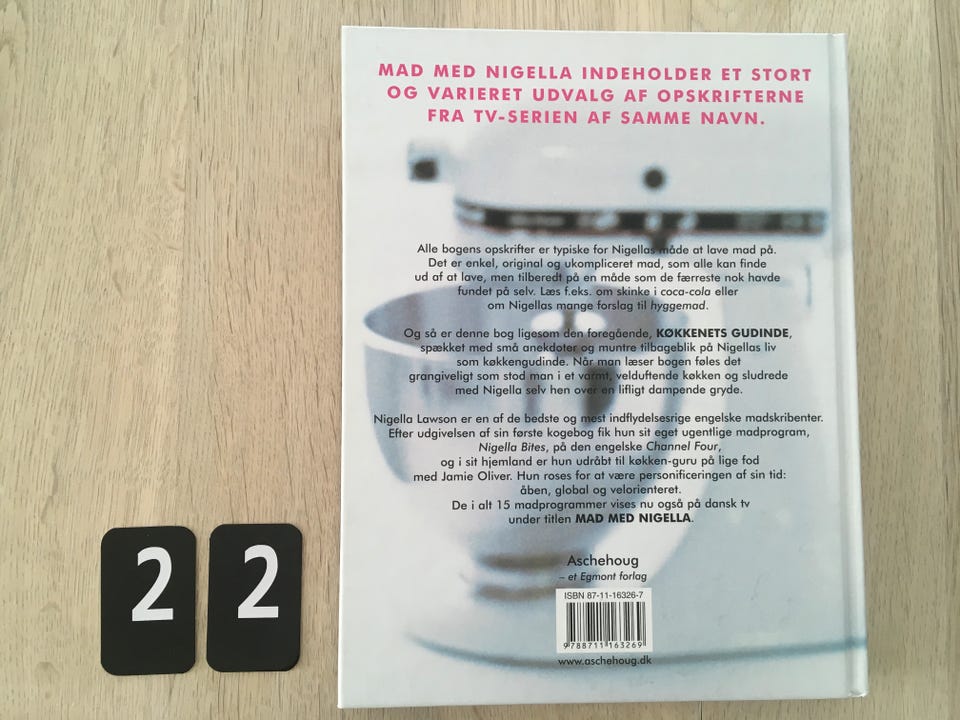 MAD MED NIGELLA INDEHOLDER ET STORT
OG VARIERET UDVALG AF OPSKRIFTERNE
FRA TV-SERIEN AF SAMME NAVN.
Alle bogens opskrifter er typiske for Nigellas måde at lave mad på.
Det er enkel, original og ukompliceret mad, som alle kan finde
ud af at lave, men tilberedt på en måde som de færreste nok havde
fundet på selv. Læs f.eks. om skinke i coca-cola eller
om Nigellas mange forslag til hyggemad.
Og så er denne bog ligesom den foregående, KØKKENETS GUDINDE,
spækket med små anekdoter og muntre tilbageblik på Nigellas liv
som køkkengudinde. Når man læser bogen føles det
grangiveligt som stod man i et varmt, velduftende køkken og sludrede
med Nigella selv hen over en lifligt dampende gryde.
Nigella Lawson er en af de bedste og mest indflydelsesrige engelske madskribenter.
Efter udgivelsen af sin første kogebog fik hun sit eget ugentlige madprogram,
Nigella Bites, på den engelske Channel Four,
og i sit hjemland er hun udråbt til køkken-guru på lige fod
med Jamie Oliver. Hun roses for at være personificeringen af sin tid:
åben, global og velorienteret.
De i alt 15 madprogrammer vises nu også på dansk tv
under titlen MAD MED NIGELLA.
Aschehoug
– et Egmont forlag
ISBN 87-11-16326-7
9 788711 163269
www.aschehoug.dk
2 2